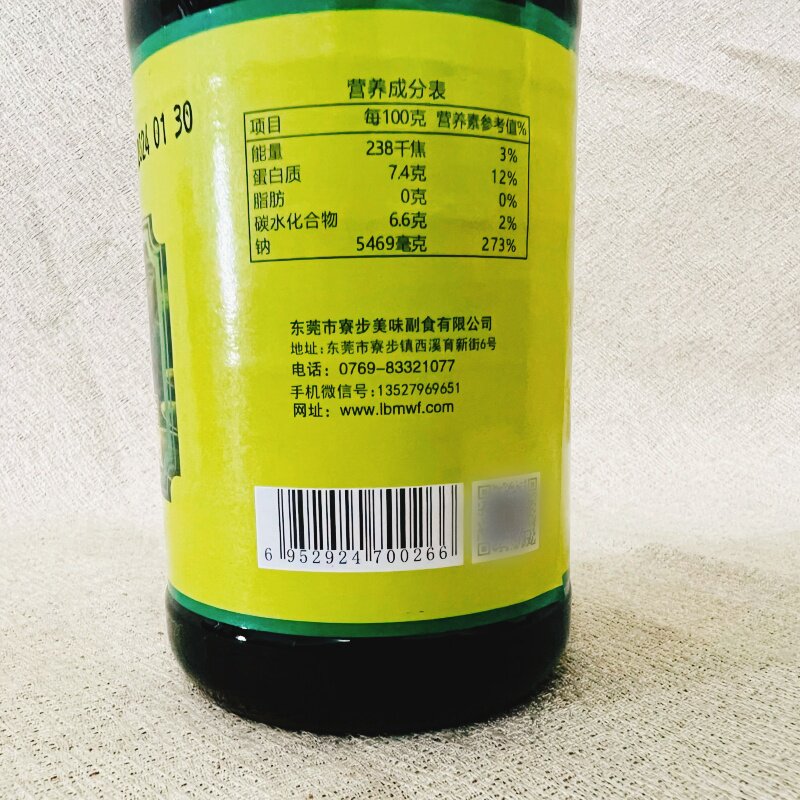 营养成分表
项目 每100克 营养素参考值%
能量 238千焦 3%
蛋白质 7.4克 12%
脂肪 0克 0%
碳水化合物 6.6克 2%
钠 5469毫克 273%
2024 01 30
东莞市寮步美味副食有限公司
地址:东莞市寮步镇西溪育新街6号
电话：0769-83321077
手机微信号:13527969651
网址：www.lbmwf.com
6 952924 700266